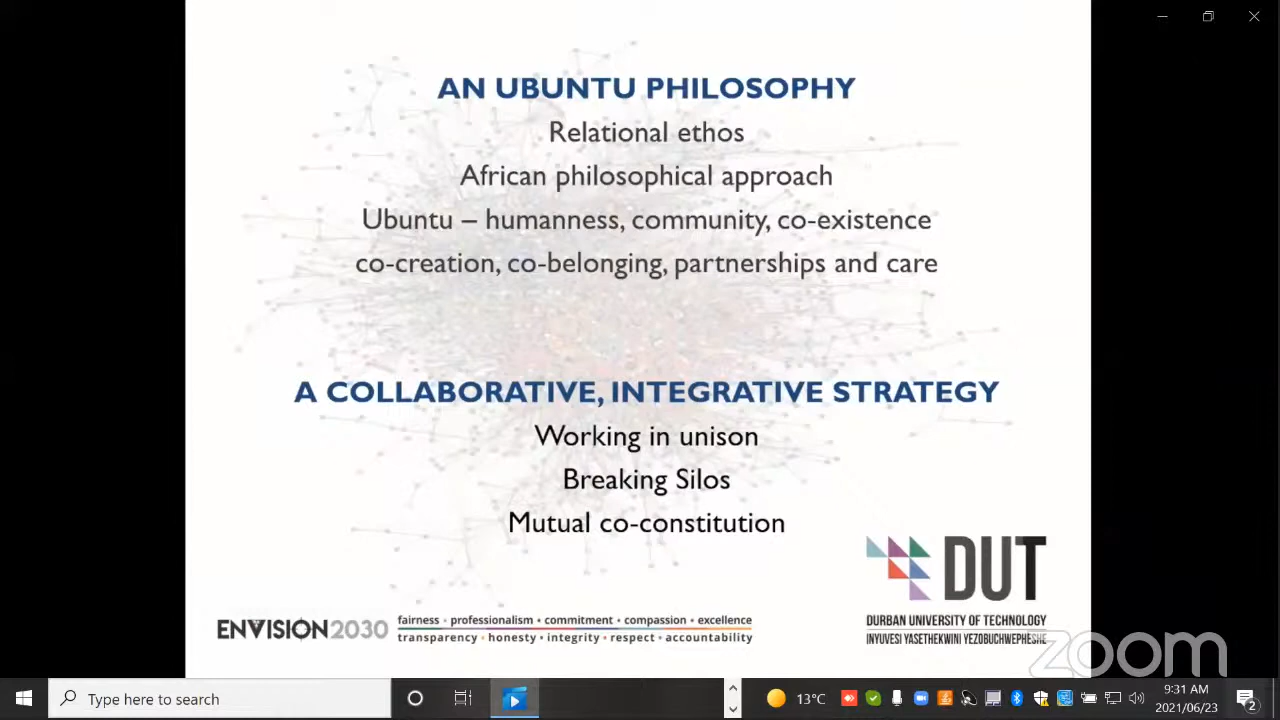 AN UBUNTU PHILOSOPHY
Relational ethos
African philosophical approach
Ubuntu – humanness, community, co-existence
co-creation, co-belonging, partnerships and care
A COLLABORATIVE, INTEGRATIVE STRATEGY
Working in unison
Breaking Silos
Mutual co-constitution
DUT
DURBAN UNIVERSITY OF TECHNOLOGY
INYUVESI YASETHEKWINI YEZOBUCHWEPHESHE
ENVISION2030
fairness • professionalism • commitment • compassion • excellence
transparency • honesty • integrity • respect • accountability
zoom
Type here to search
13°C
9:31 AM
2021/06/23
2